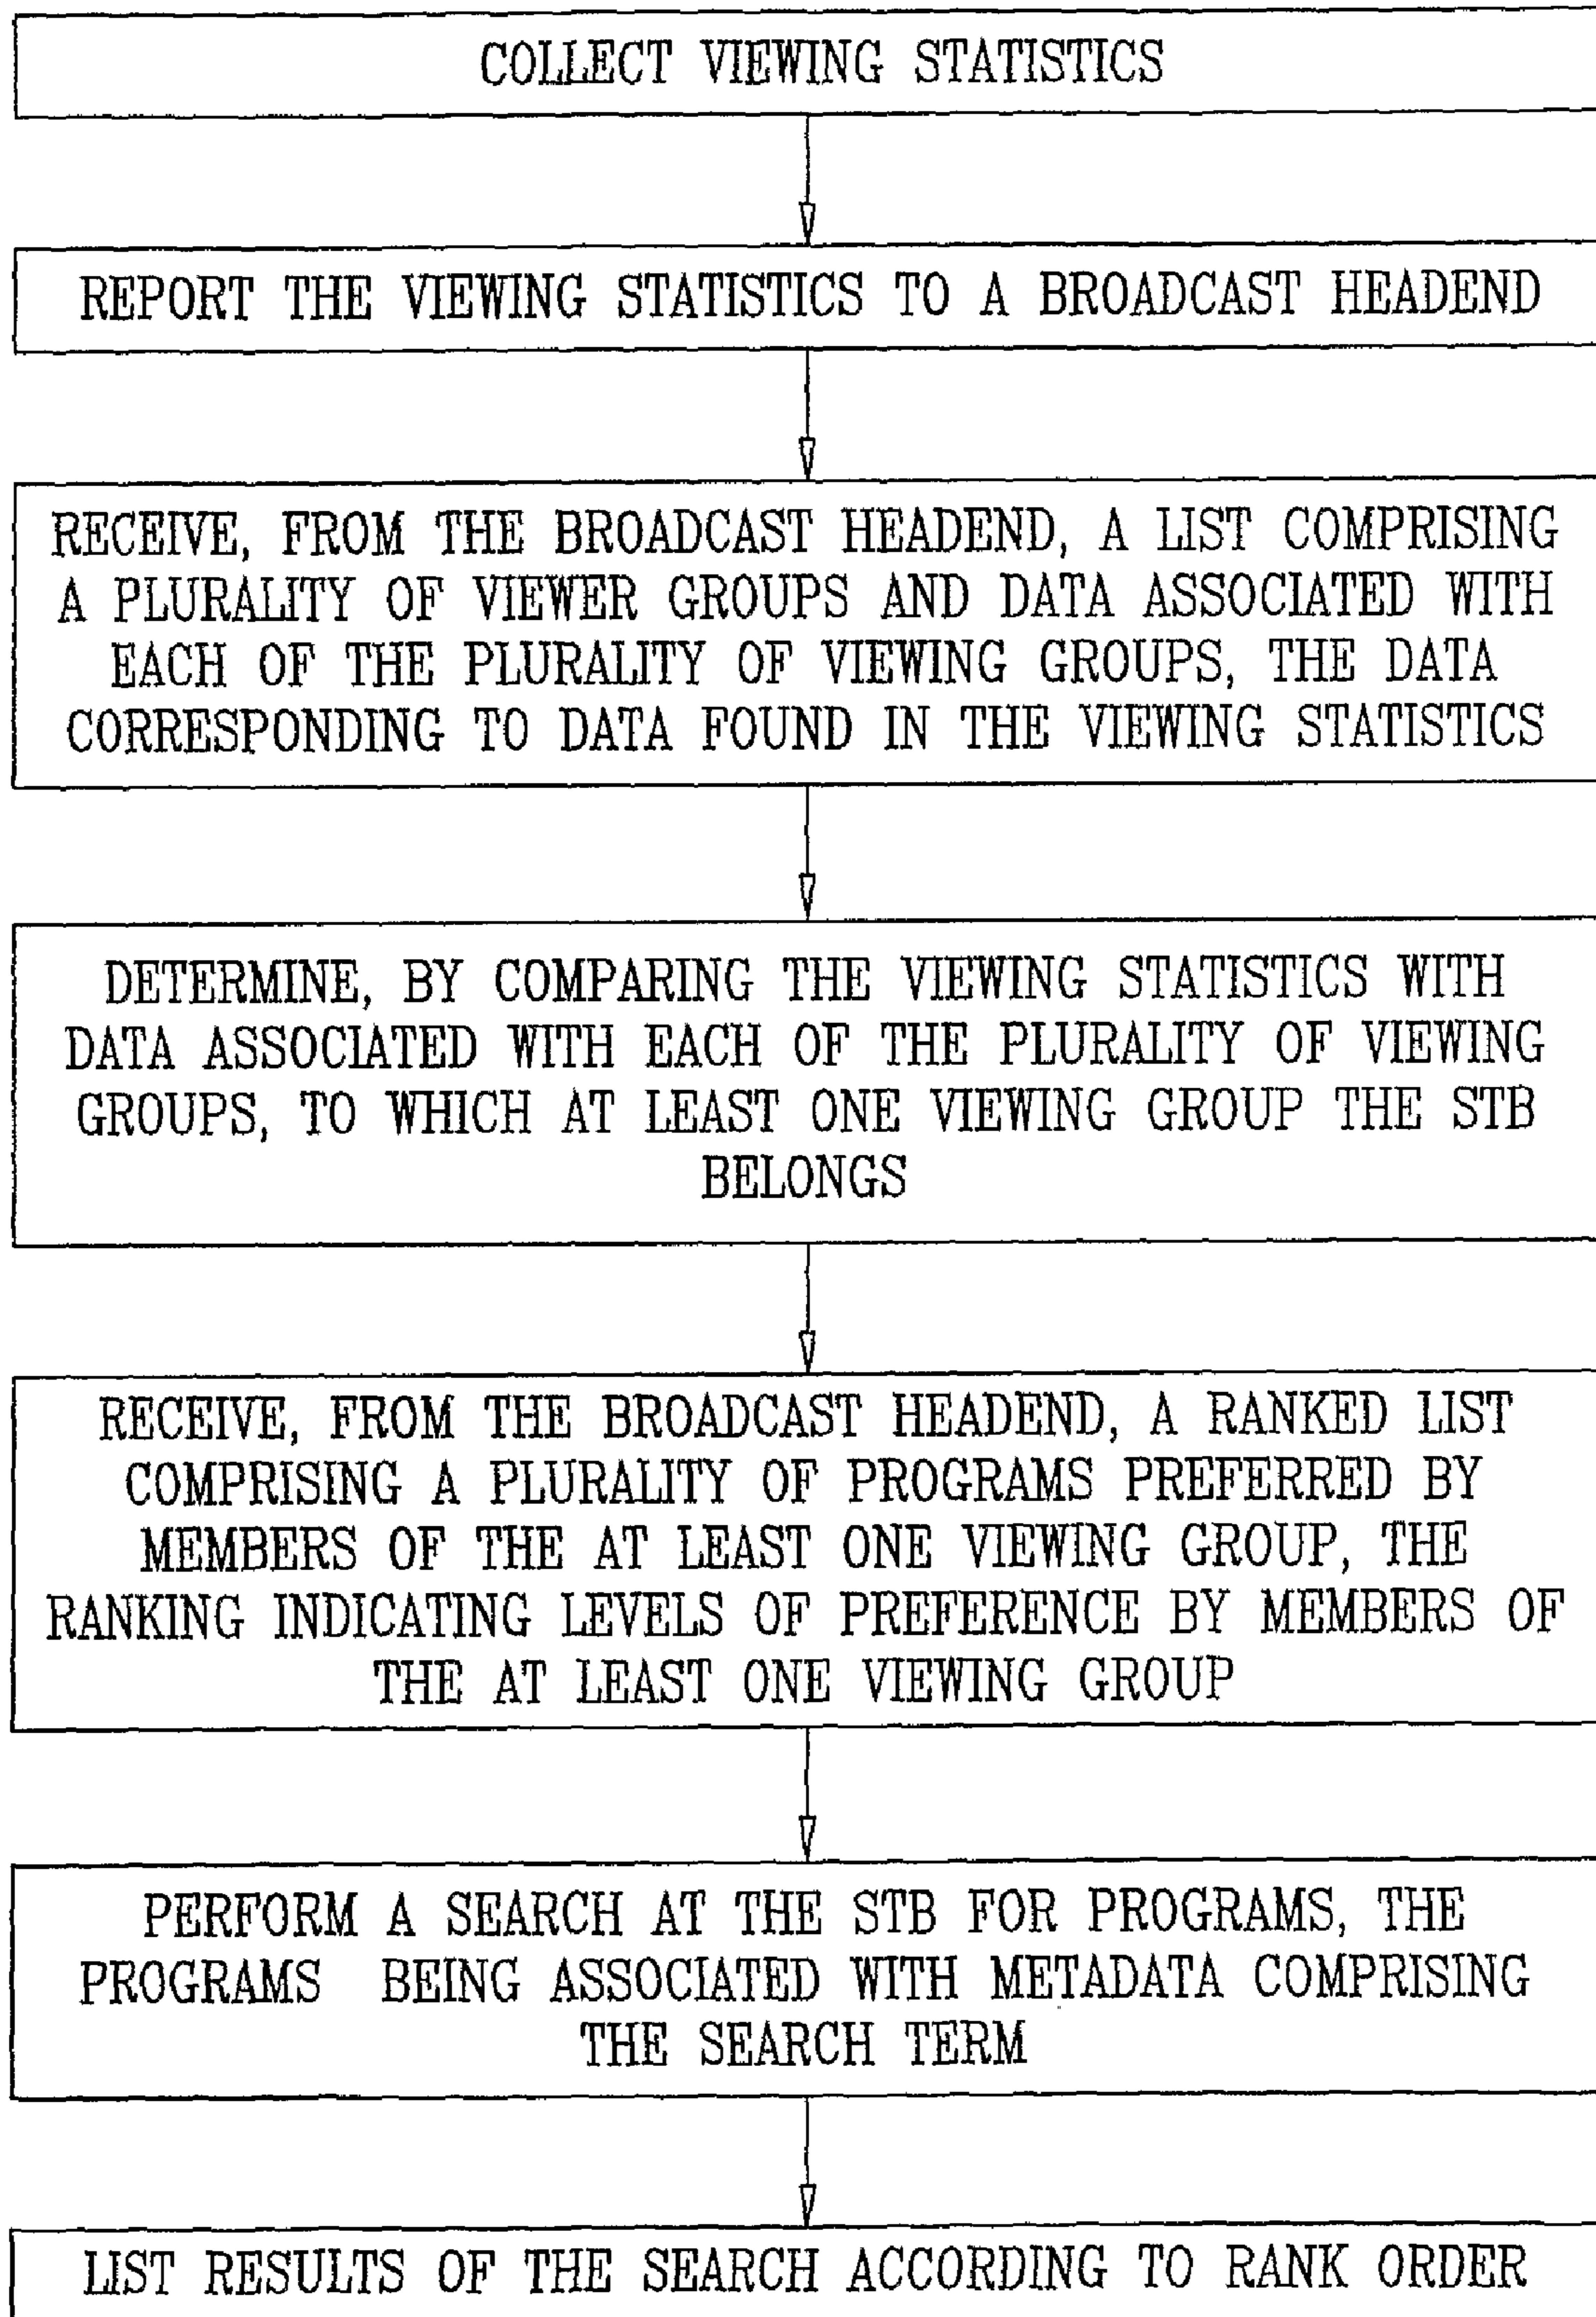 COLLECT VIEWING STATISTICS
REPORT THE VIEWING STATISTICS TO A BROADCAST HEADEND
RECEIVE, FROM THE BROADCAST HEADEND, A LIST COMPRISING
A PLURALITY OF VIEWER GROUPS AND DATA ASSOCIATED WITH
EACH OF THE PLURALITY OF VIEWING GROUPS, THE DATA
CORRESPONDING TO DATA FOUND IN THE VIEWING STATISTICS
DETERMINE, BY COMPARING THE VIEWING STATISTICS WITH
DATA ASSOCIATED WITH EACH OF THE PLURALITY OF VIEWING
GROUPS, TO WHICH AT LEAST ONE VIEWING GROUP THE STB
BELONGS
RECEIVE, FROM THE BROADCAST HEADEND, A RANKED LIST
COMPRISING A PLURALITY OF PROGRAMS PREFERRED BY
MEMBERS OF THE AT LEAST ONE VIEWING GROUP, THE
RANKING INDICATING LEVELS OF PREFERENCE BY MEMBERS OF
THE AT LEAST ONE VIEWING GROUP
PERFORM A SEARCH AT THE STB FOR PROGRAMS, THE
PROGRAMS BEING ASSOCIATED WITH METADATA COMPRISING
THE SEARCH TERM
LIST RESULTS OF THE SEARCH ACCORDING TO RANK ORDER